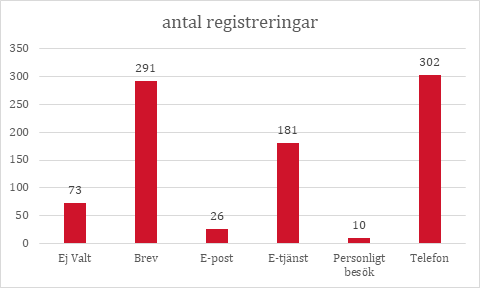 antal registreringar
350
300
250
200
150
100
50
0
73
291
26
181
10
302
Ej Valt
Brev
E-post
E-tjänst
Personligt
besök
Telefon